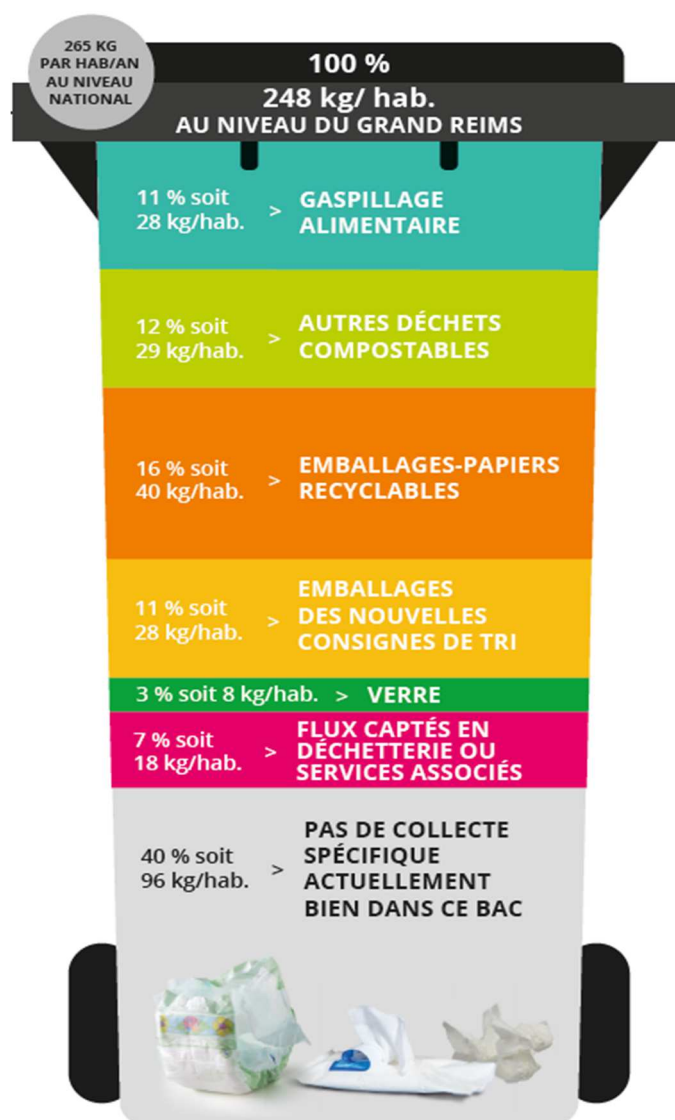 265 KG
PAR HAB/AN
AU NIVEAU
NATIONAL
100 %
248 kg/ hab.
AU NIVEAU DU GRAND REIMS
11 % soit
28 kg/hab.
>
GASPILLAGE
ALIMENTAIRE
12 % soit
29 kg/hab.
>
AUTRES DÉCHETS
COMPOSTABLES
16 % soit
40 kg/hab.
>
EMBALLAGES-PAPIERS
RECYCLABLES
11 % soit
28 kg/hab.
>
EMBALLAGES
DES NOUVELLES
CONSIGNES DE TRI
3 % soit 8 kg/hab. > VERRE
7 % soit
18 kg/hab.
>
FLUX CAPTÉS EN
DÉCHETTERIE OU
SERVICES ASSOCIÉS
40 % soit
96 kg/hab.
>
PAS DE COLLECTE
SPÉCIFIQUE
ACTUELLEMENT
BIEN DANS CE BAC